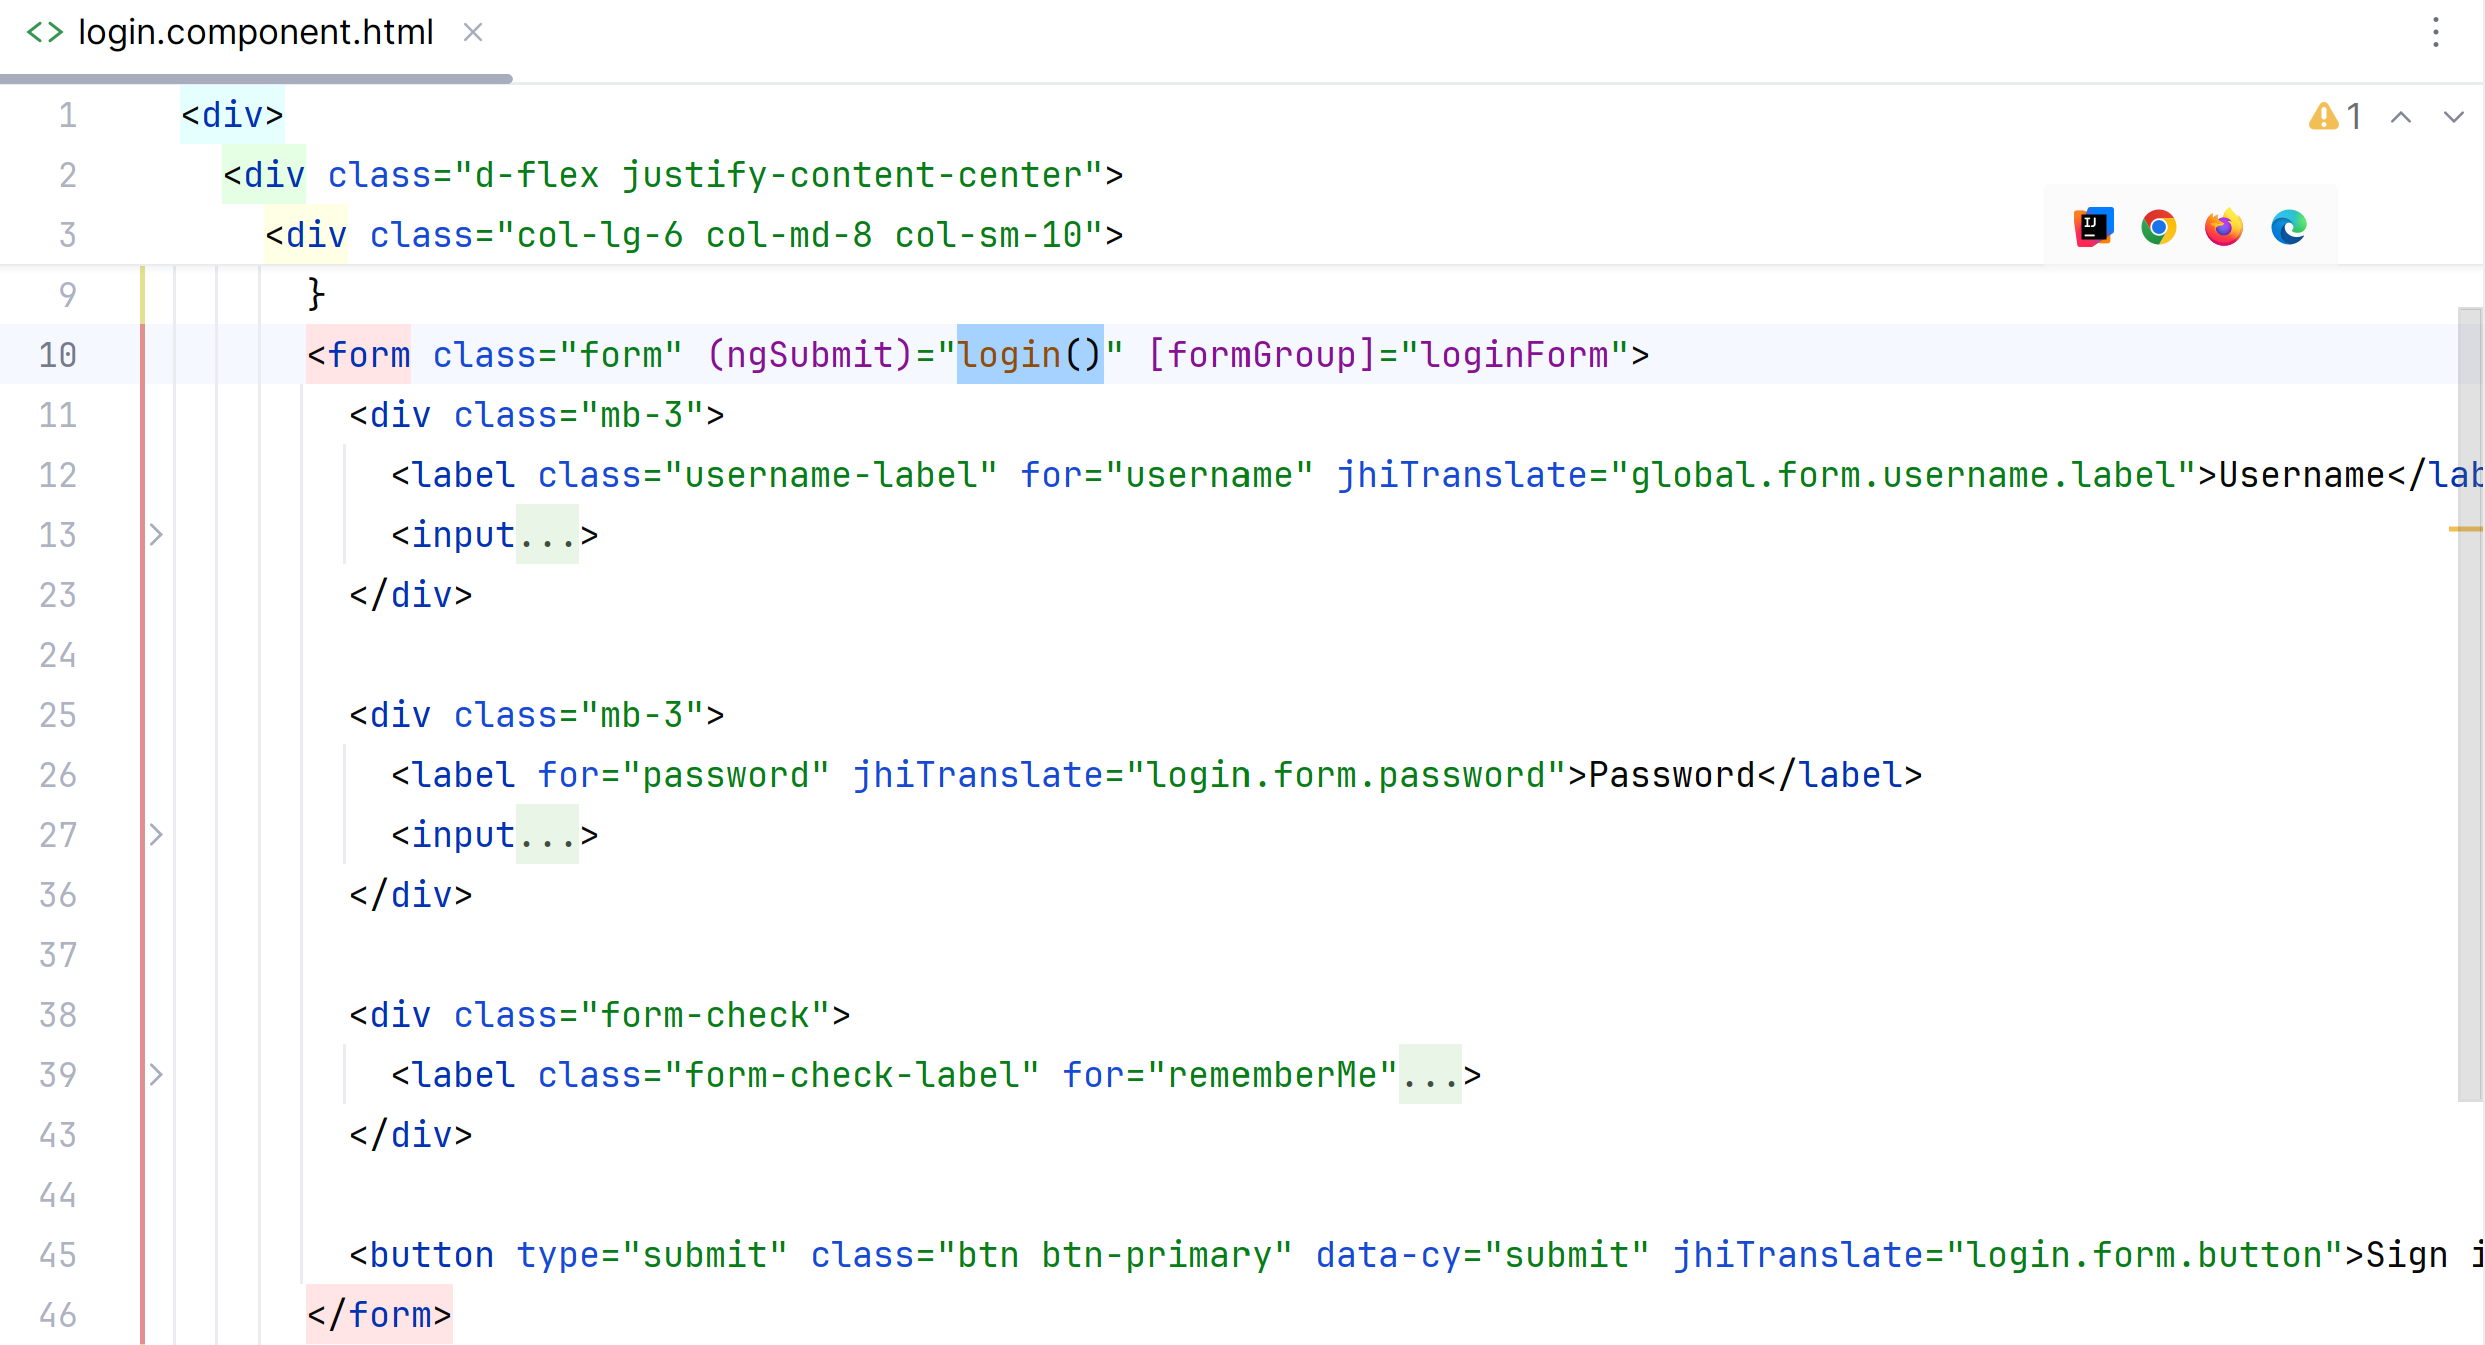 <> login.component.html
1 <div>
1
2 <div class="d-flex justify-content-center">
3 <div class="col-lg-6 col-md-8 col-sm-10">
9 }
10 <form class="form" (ngSubmit)="login()" [formGroup]="loginForm">
11 <div class="mb-3">
12 <label class="username-label" for="username" jhiTranslate="global.form.username.label">Username</lab
13 <input...>
23 </div>
24
25 <div class="mb-3">
26 <label for="password" jhiTranslate="login.form.password">Password</label>
27 <input...>
36 </div>
37
38 <div class="form-check">
39 <label class="form-check-label" for="rememberMe"...>
43 </div>
44
45 <button type="submit" class="btn btn-primary" data-cy="submit" jhiTranslate="login.form.button">Sign i
46 </form>